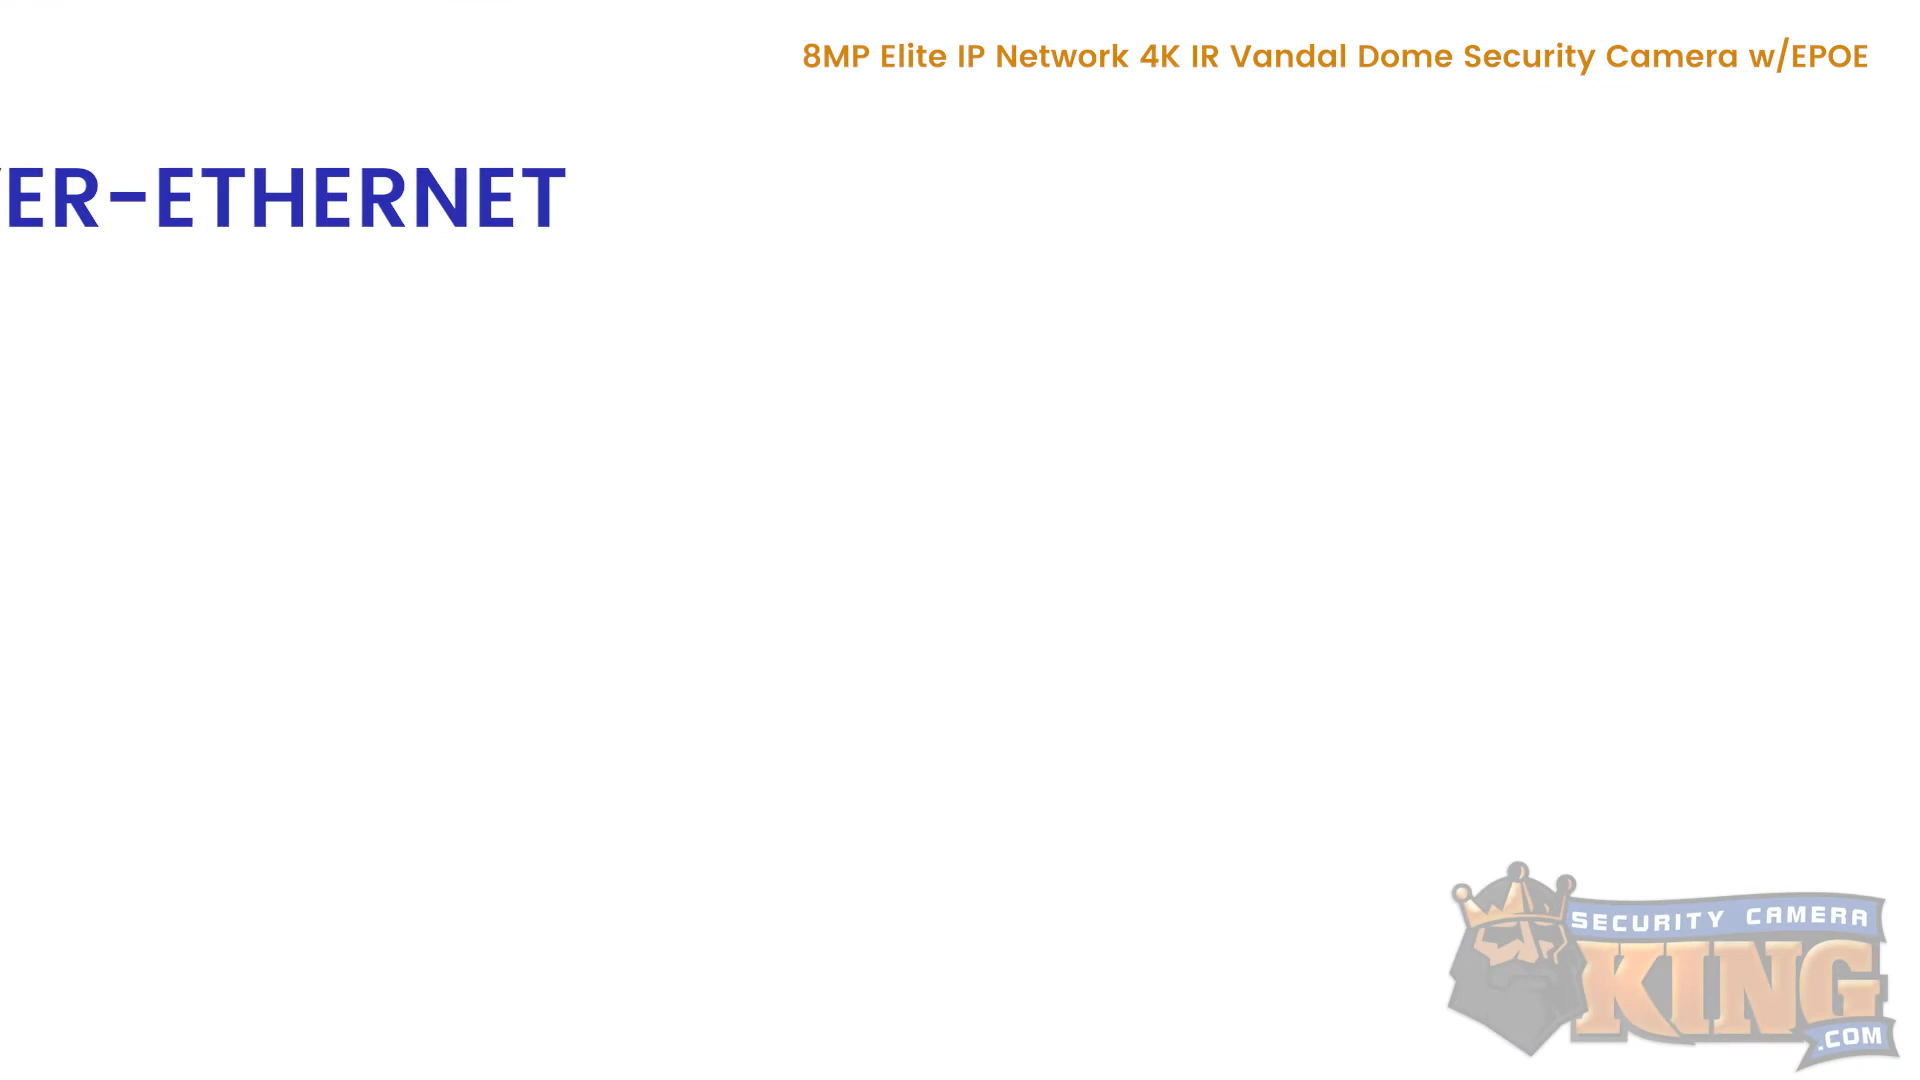 8MP Elite IP Network 4K IR Vandal Dome Security Camera w/EPOE
ER-ETHERNET
SECURITY CAMERA
KING
.COM